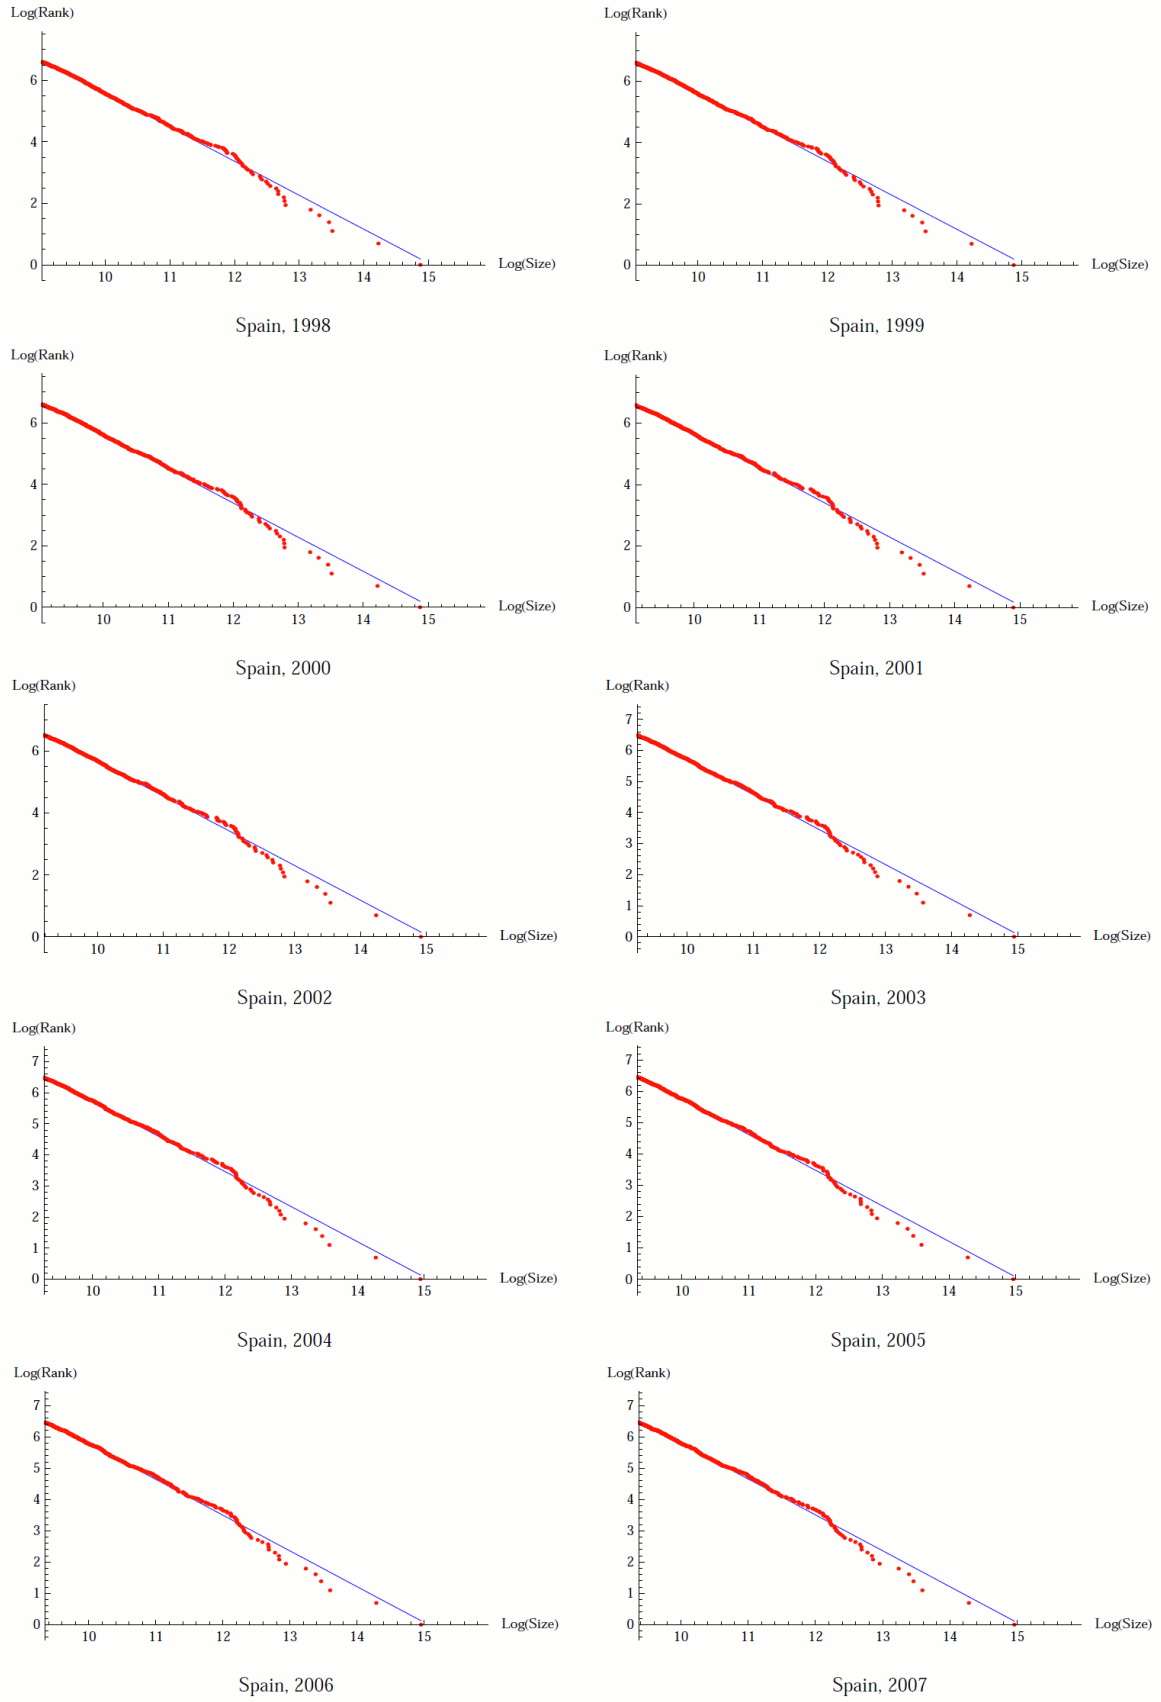 Log(Rank) Log(Rank)
6 6
4 4
2 2
0 0
Log(Size) Log(Size)
10 11 12 13 14 15 10 11 12 13 14 15
Spain, 1998 Spain, 1999
Log(Rank) Log(Rank)
6 6
4 4
2 2
0 0
Log(Size) Log(Size)
10 11 12 13 14 15 10 11 12 13 14 15
Spain, 2000 Spain, 2001
Log(Rank) Log(Rank)
7
6 6
5
4 4
3
2 2
1
0 0
Log(Size) Log(Size)
10 11 12 13 14 15 10 11 12 13 14 15
Spain, 2002 Spain, 2003
Log(Rank) Log(Rank)
7 7
6 6
5 5
4 4
3 3
2 2
1 1
0 0
Log(Size) Log(Size)
10 11 12 13 14 15 10 11 12 13 14 15
Spain, 2004 Spain, 2005
Log(Rank) Log(Rank)
7 7
6 6
5 5
4 4
3 3
2 2
1 1
0 0
Log(Size) Log(Size)
10 11 12 13 14 15 10 11 12 13 14 15
Spain, 2006 Spain, 2007